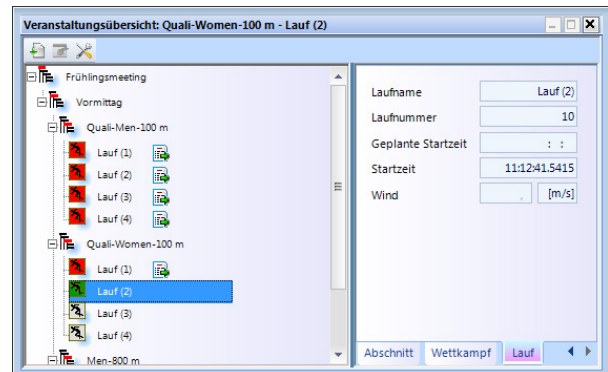 Veranstaltungsübersicht: Quali-Women-100 m - Lauf (2)
Frühlingsmeeting
Vormittag
Quali-Men-100 m
Lauf (1)
Lauf (2)
Lauf (3)
Lauf (4)
Quali-Women-100 m
Lauf (1)
Lauf (2)
Lauf (3)
Lauf (4)
Men-800 m
Laufname Lauf (2)
Laufnummer 10
Geplante Startzeit : :
Startzeit 11:12:41.5415
Wind . [m/s]
Abschnitt Wettkampf Lauf